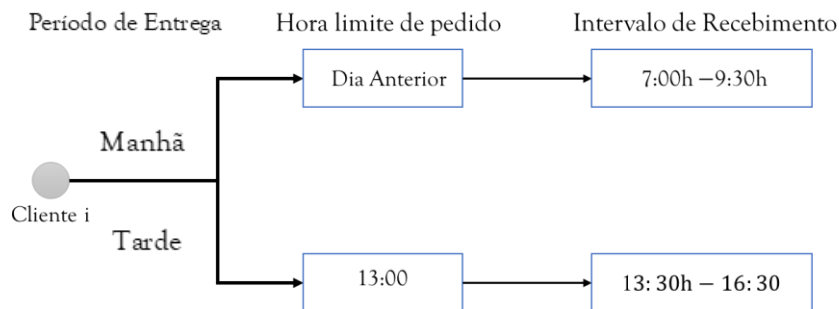 Período de Entrega
Hora limite de pedido
Intervalo de Recebimento
Dia Anterior
7:00h –9:30h
Manhã
Cliente i
Tarde
13:00
13:30h – 16:30